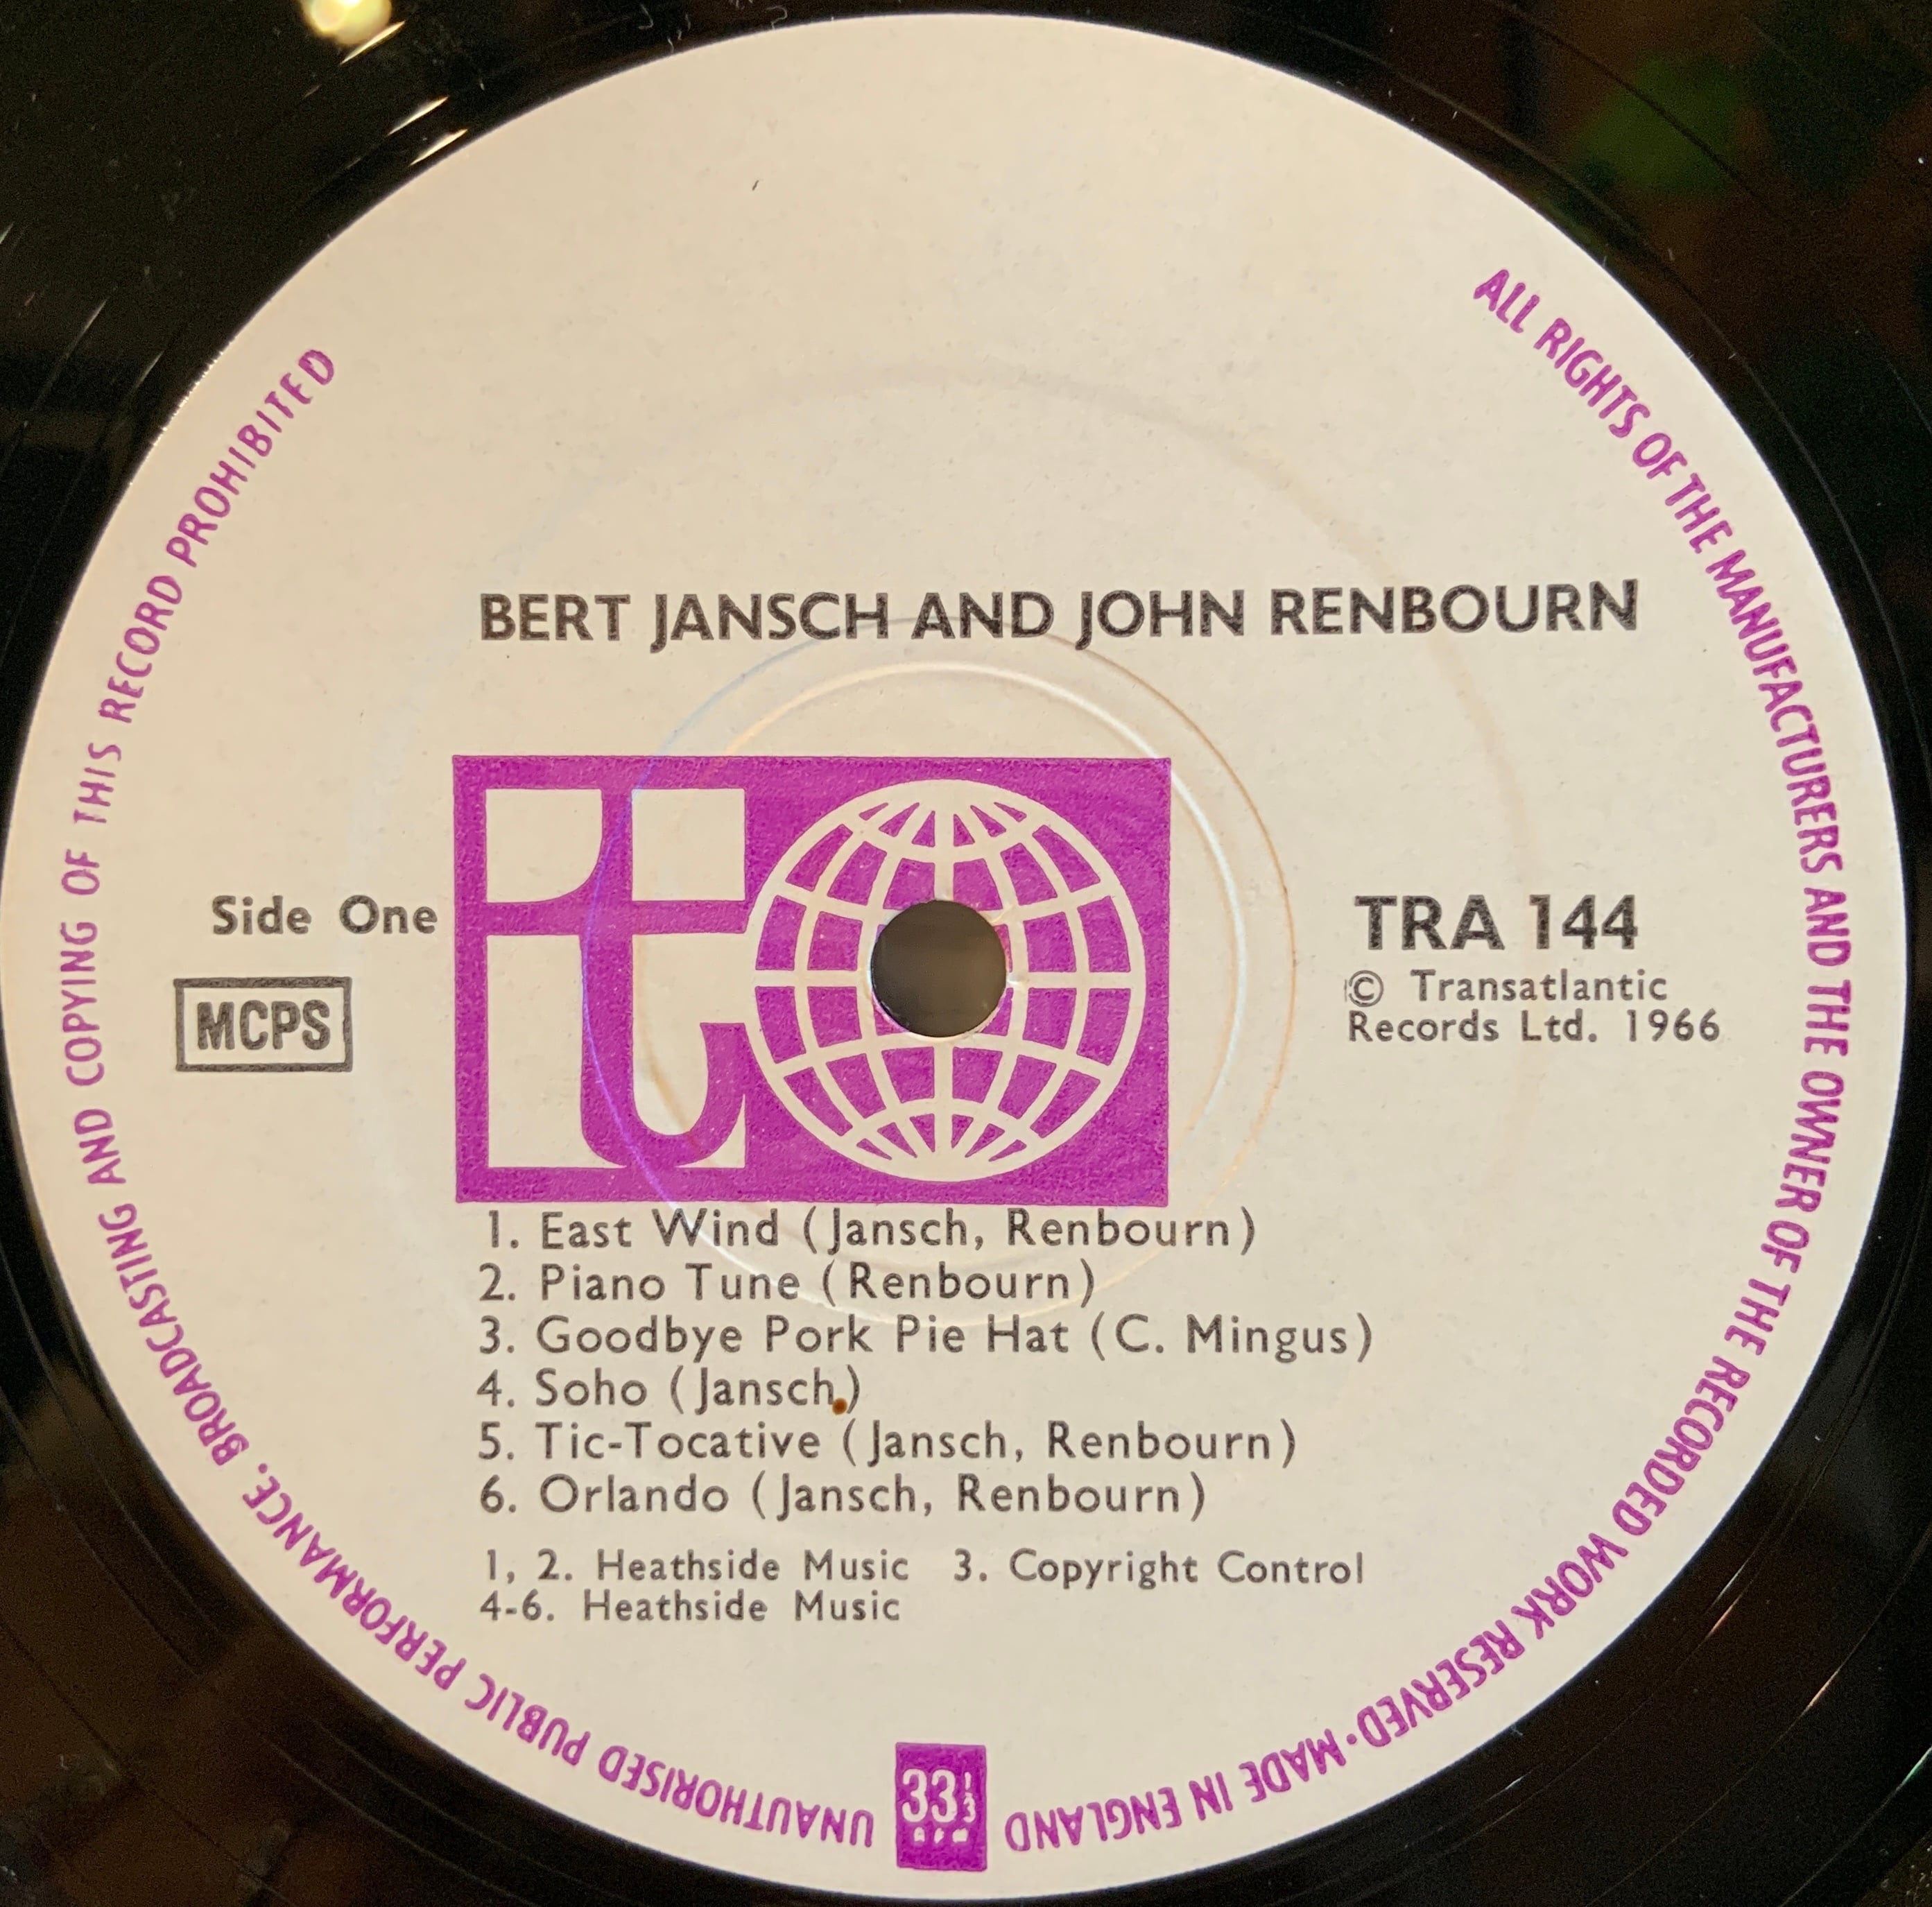 BERT JANSCH AND JOHN RENBOURN
it
Side One
MCPS
TRA 144
© Transatlantic
Records Ltd. 1966
1. East Wind (Jansch, Renbourn)
2. Piano Tune (Renbourn)
3. Goodbye Pork Pie Hat (C. Mingus)
4. Soho (Jansch)
5. Tic-Tocative (Jansch, Renbourn)
6. Orlando (Jansch, Renbourn)
1, 2. Heathside Music 3. Copyright Control
4-6. Heathside Music
ALL RIGHTS OF THE MANUFACTURERS AND THE OWNER OF THE RECORDED WORK RESERVED · MADE IN ENGLAND
33⅓
RPM
UNAUTHORISED PUBLIC PERFORMANCE. BROADCASTING AND COPYING OF THIS RECORD PROHIBITED